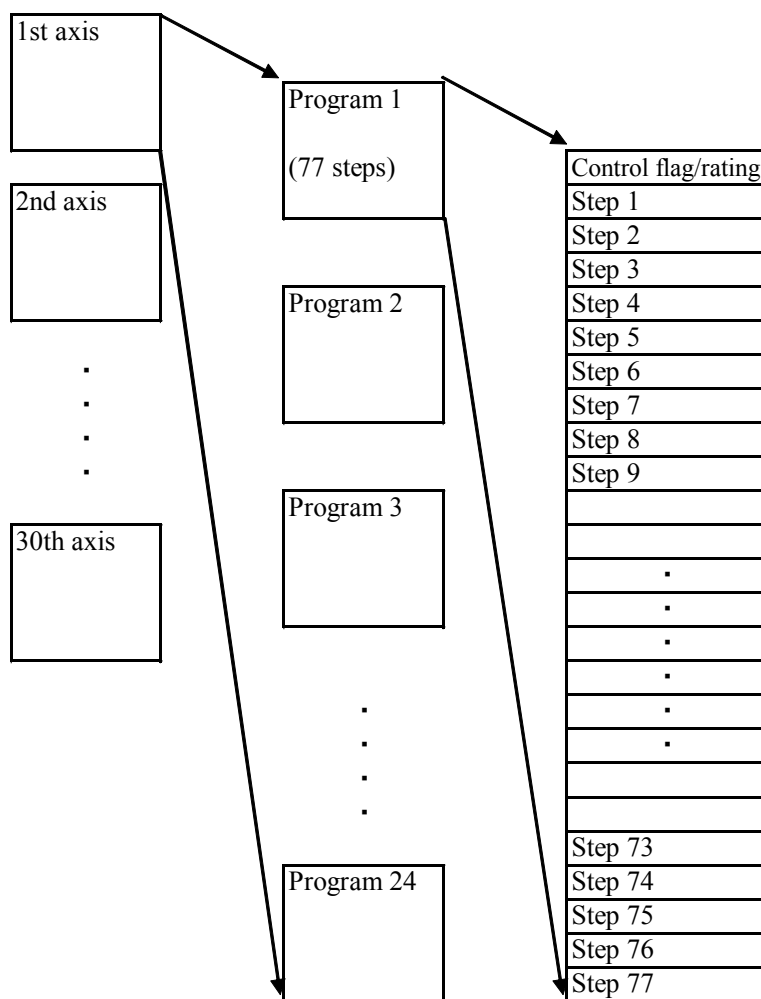 1st axis
2nd axis
30th axis
Program 1
(77 steps)
Program 2
Program 3
Program 24
Control flag/rating
Step 1
Step 2
Step 3
Step 4
Step 5
Step 6
Step 7
Step 8
Step 9
Step 73
Step 74
Step 75
Step 76
Step 77